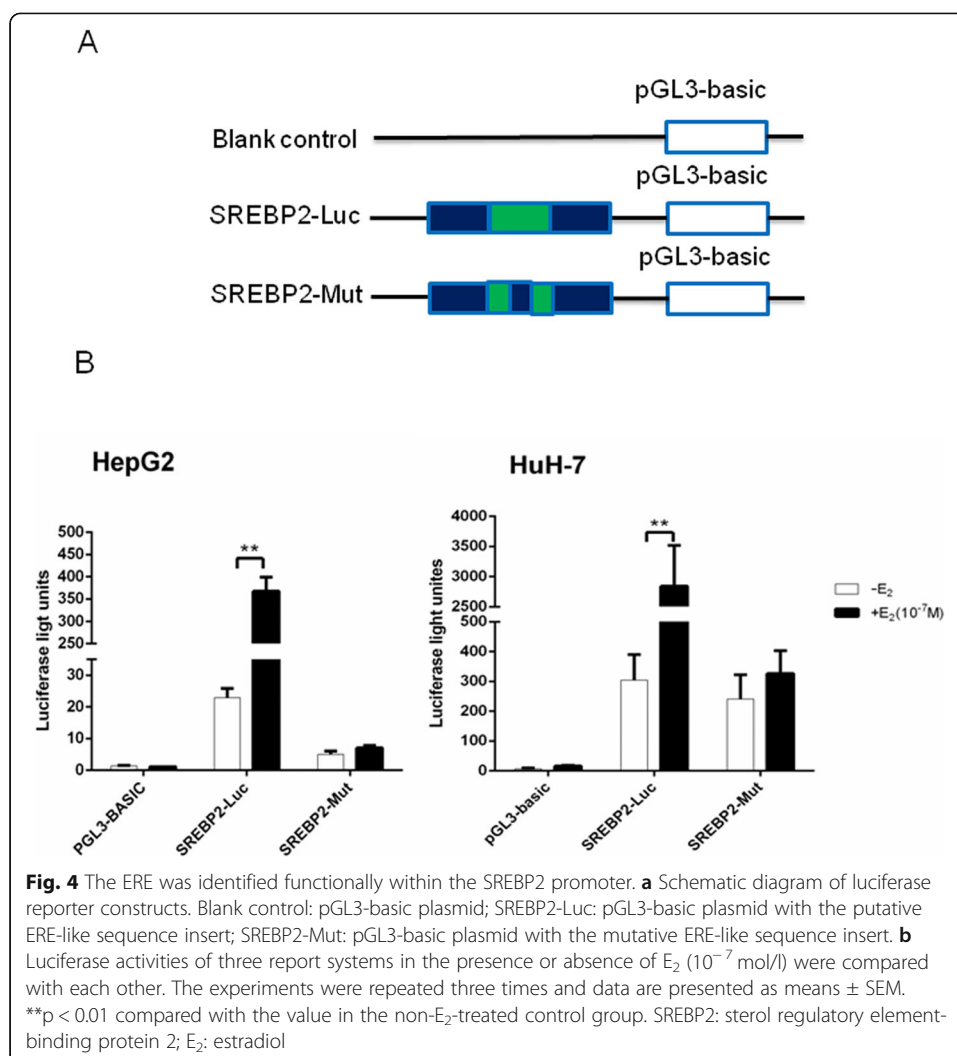 A
pGL3-basic
Blank control
pGL3-basic
SREBP2-Luc
pGL3-basic
SREBP2-Mut
B
HepG2
Luciferase ligt units
500
450
400
350
300
250
30
20
10
0
**
PGL3-BASIC
SREBP2-Luc
SREBP2-Mut
HuH-7
Luciferase light unites
4000
3500
3000
2500
500
400
300
200
100
0
**
pGL3-basic
SREBP2-Luc
SREBP2-Mut
-E₂
+E₂(10⁻⁷M)
Fig. 4 The ERE was identified functionally within the SREBP2 promoter. a Schematic diagram of luciferase
reporter constructs. Blank control: pGL3-basic plasmid; SREBP2-Luc: pGL3-basic plasmid with the putative
ERE-like sequence insert; SREBP2-Mut: pGL3-basic plasmid with the mutative ERE-like sequence insert. b
Luciferase activities of three report systems in the presence or absence of E₂ (10⁻ ⁷ mol/l) were compared
with each other. The experiments were repeated three times and data are presented as means ± SEM.
**p < 0.01 compared with the value in the non-E₂-treated control group. SREBP2: sterol regulatory element-
binding protein 2; E₂: estradiol